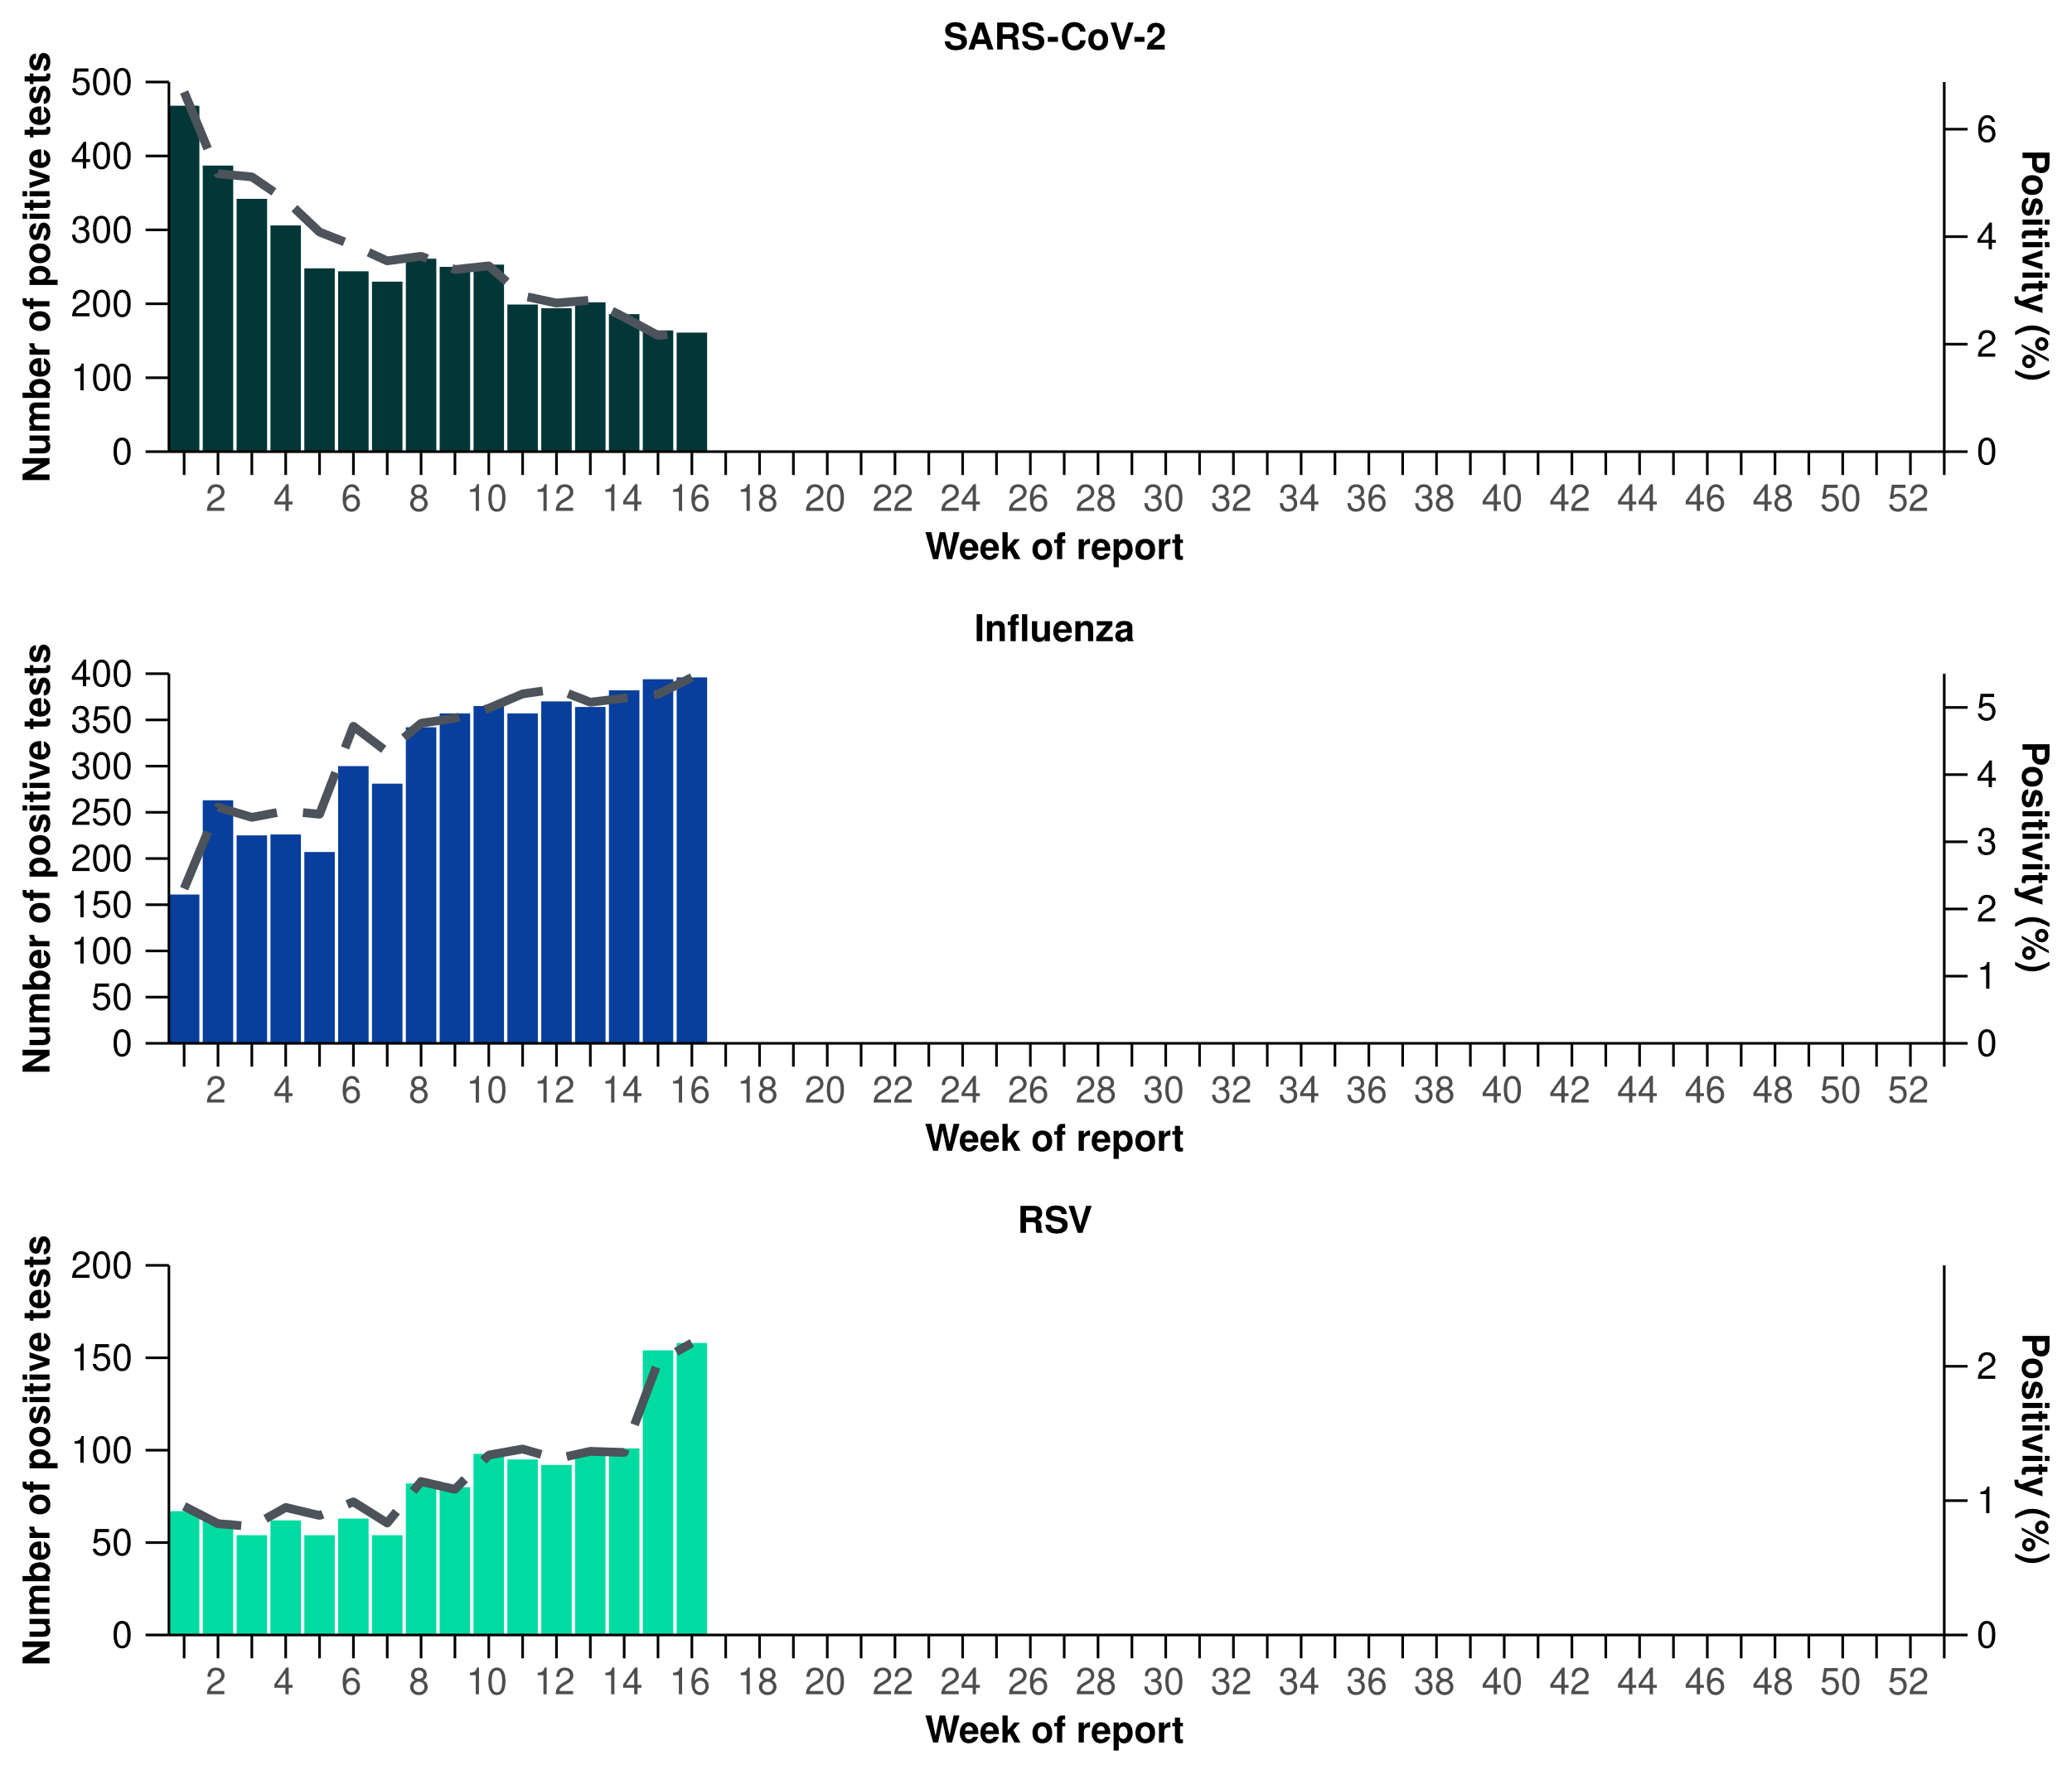 SARS-CoV-2
Number of positive tests
500
400
300
200
100
0
6
4
2
0
Positivity (%)
2 4 6 8 10 12 14 16 18 20 22 24 26 28 30 32 34 36 38 40 42 44 46 48 50 52
Week of report
Influenza
Number of positive tests
400
350
300
250
200
150
100
50
0
5
4
3
2
1
0
Positivity (%)
2 4 6 8 10 12 14 16 18 20 22 24 26 28 30 32 34 36 38 40 42 44 46 48 50 52
Week of report
RSV
Number of positive tests
200
150
100
50
0
2
1
0
Positivity (%)
2 4 6 8 10 12 14 16 18 20 22 24 26 28 30 32 34 36 38 40 42 44 46 48 50 52
Week of report